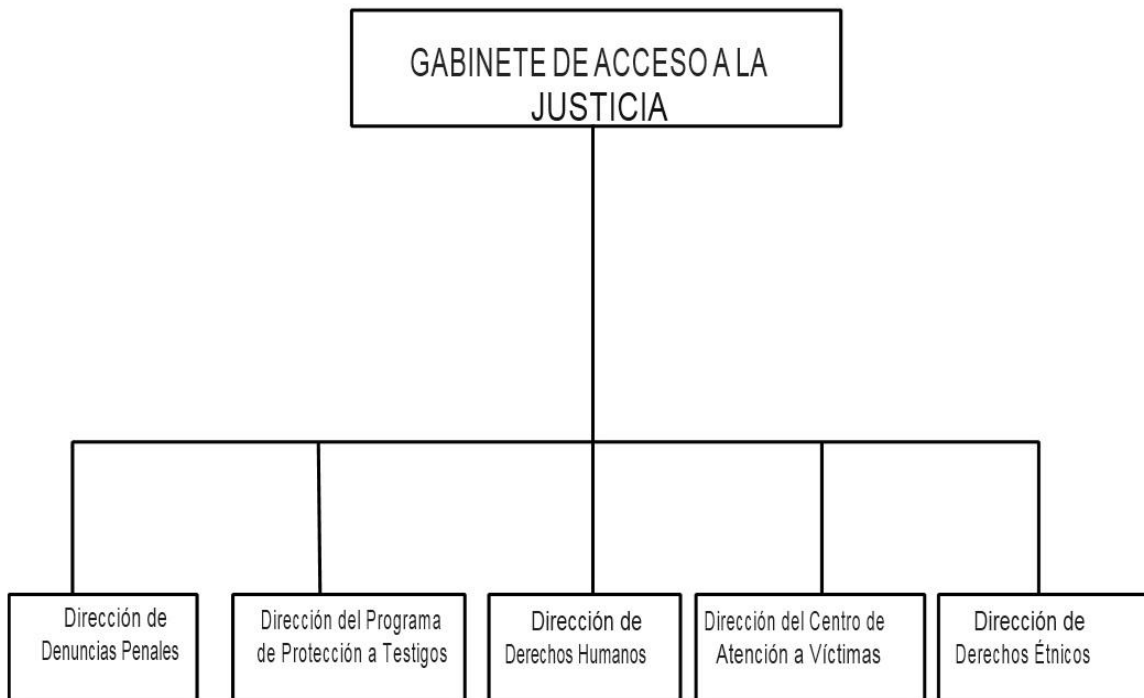 GABINETE DE ACCESO A LA
JUSTICIA
Dirección de
Denuncias Penales
Dirección del Programa
de Protección a Testigos
Dirección de
Derechos Humanos
Dirección del Centro de
Atención a Víctimas
Dirección de
Derechos Étnicos